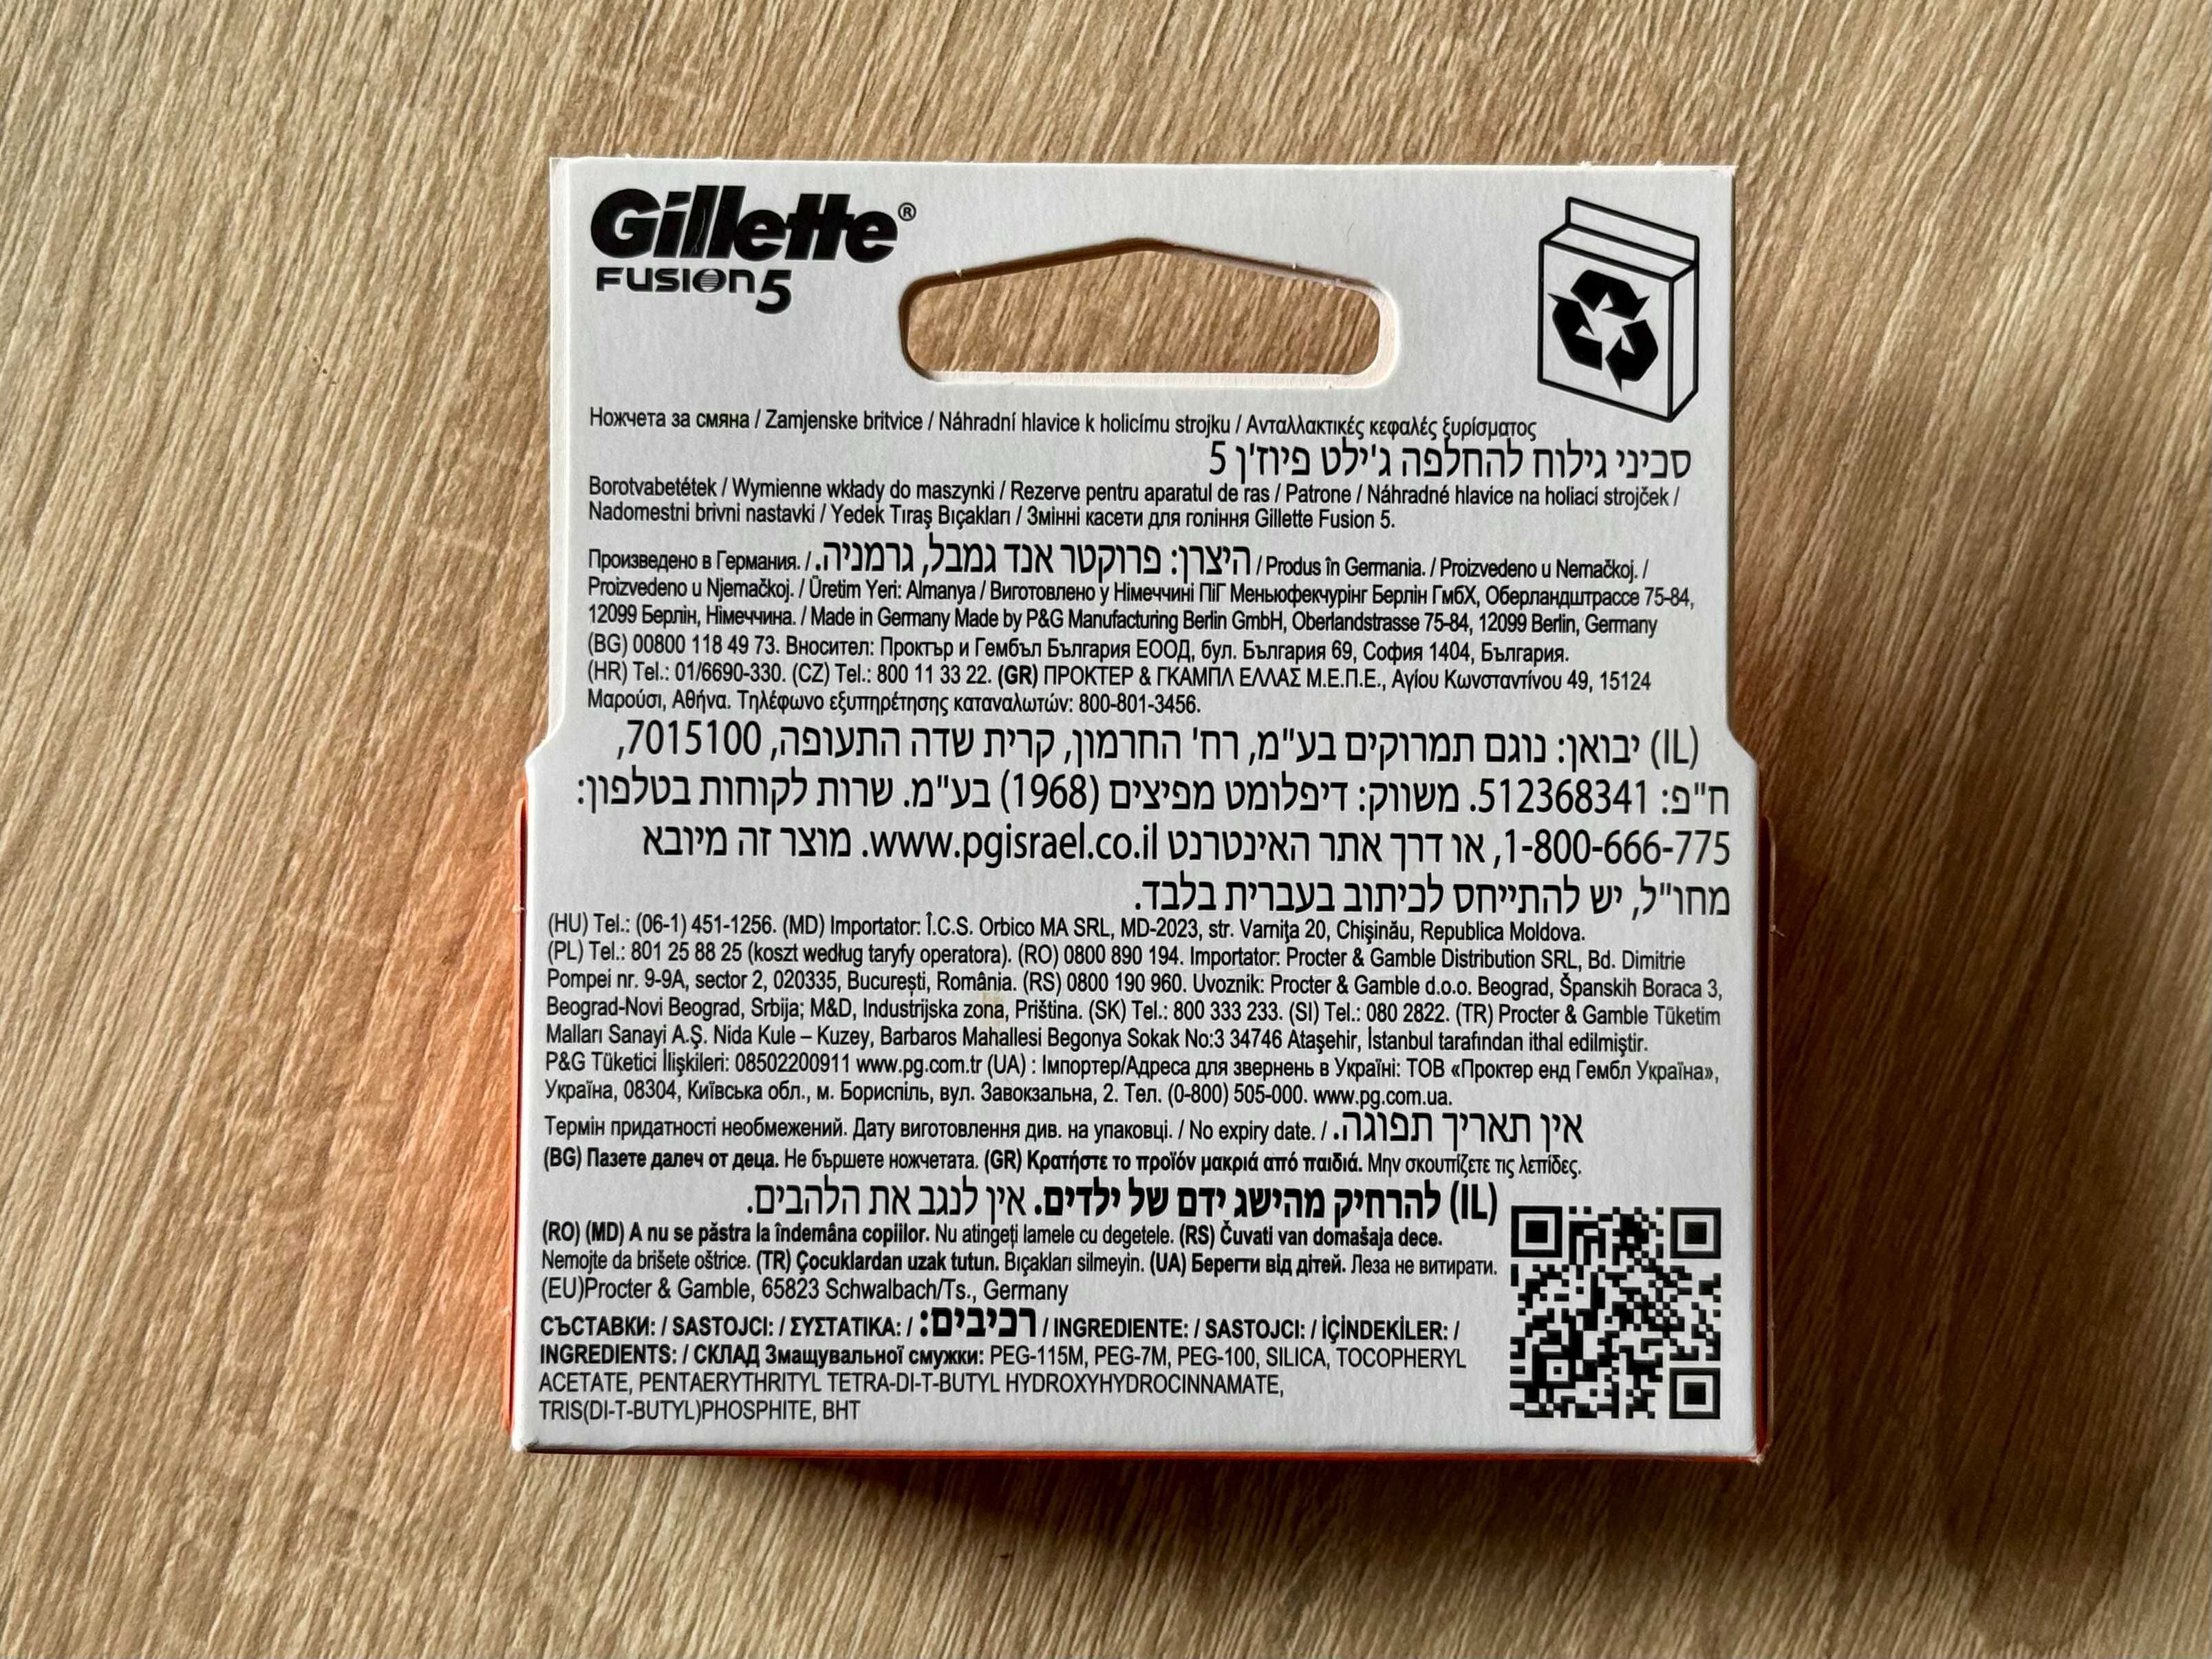 Gillette®
FUSION5
Ножчета за смяна / Zamjenske britvice / Náhradní hlavice k holicímu strojku / Ανταλλακτικές κεφαλές ξυρίσματος
סכיני גילוח להחלפה ג'ילט פיוז'ן 5
Borotvabetétek / Wymienne wkłady do maszynki / Rezerve pentru aparatul de ras / Patrone / Náhradné hlavice na holiaci strojček /
Nadomestni brivni nastavki / Yedek Tıraş Bıçakları / Змінні касети для гоління Gillette Fusion 5.
Произведено в Германия. / היצרן: פרוקטר אנד גמבל, גרמניה. / Produs în Germania. / Proizvedeno u Nemačkoj. /
Proizvedeno u Njemačkoj. / Üretim Yeri: Almanya / Виготовлено у Німеччині ПіГ Меньюфекчурінг Берлін ГмбХ, Оберландштрассе 75-84,
12099 Берлін, Німеччина. / Made in Germany Made by P&G Manufacturing Berlin GmbH, Oberlandstrasse 75-84, 12099 Berlin, Germany
(BG) 00800 118 49 73. Вносител: Проктър и Гембъл България ЕООД, бул. България 69, София 1404, България.
(HR) Tel.: 01/6690-330. (CZ) Tel.: 800 11 33 22. (GR) ΠΡΟΚΤΕΡ & ΓΚΑΜΠΛ ΕΛΛΑΣ Μ.Ε.Π.Ε., Αγίου Κωνσταντίνου 49, 15124
Μαρούσι, Αθήνα. Τηλέφωνο εξυπηρέτησης καταναλωτών: 800-801-3456.
(IL) יבואן: נוגם תמרוקים בע"מ, רח' החרמון, קרית שדה התעופה, 7015100,
ח"פ: 512368341. משווק: דיפלומט מפיצים (1968) בע"מ. שרות לקוחות בטלפון:
1-800-666-775, או דרך אתר האינטרנט www.pgisrael.co.il. מוצר זה מיובא
מחו"ל, יש להתייחס לכיתוב בעברית בלבד.
(HU) Tel.: (06-1) 451-1256. (MD) Importator: Î.C.S. Orbico MA SRL, MD-2023, str. Varniţa 20, Chişinău, Republica Moldova.
(PL) Tel.: 801 25 88 25 (koszt według taryfy operatora). (RO) 0800 890 194. Importator: Procter & Gamble Distribution SRL, Bd. Dimitrie
Pompei nr. 9-9A, sector 2, 020335, Bucureşti, România. (RS) 0800 190 960. Uvoznik: Procter & Gamble d.o.o. Beograd, Španskih Boraca 3,
Beograd-Novi Beograd, Srbija; M&D, Industrijska zona, Priština. (SK) Tel.: 800 333 233. (SI) Tel.: 080 2822. (TR) Procter & Gamble Tüketim
Malları Sanayi A.Ş. Nida Kule – Kuzey, Barbaros Mahallesi Begonya Sokak No:3 34746 Ataşehir, İstanbul tarafından ithal edilmiştir.
P&G Tüketici İlişkileri: 08502200911 www.pg.com.tr (UA) : Імпортер/Адреса для звернень в Україні: ТОВ «Проктер енд Гембл Україна»,
Україна, 08304, Київська обл., м. Бориспіль, вул. Завокзальна, 2. Тел. (0-800) 505-000. www.pg.com.ua.
Термін придатності необмежений. Дату виготовлення див. на упаковці. / No expiry date. / אין תאריך תפוגה.
(BG) Пазете далеч от деца. Не бършете ножчетата. (GR) Κρατήστε το προϊόν μακριά από παιδιά. Μην σκουπίζετε τις λεπίδες.
(IL) להרחיק מהישג ידם של ילדים. אין לנגב את הלהבים.
(RO) (MD) A nu se păstra la îndemâna copiilor. Nu atingeţi lamele cu degetele. (RS) Čuvati van domašaja dece.
Nemojte da brišete oštrice. (TR) Çocuklardan uzak tutun. Bıçakları silmeyin. (UA) Берегти від дітей. Леза не витирати.
(EU)Procter & Gamble, 65823 Schwalbach/Ts., Germany
СЪСТАВКИ: / SASTOJCI: / ΣΥΣΤΑΤΙΚΑ: / רכיבים: / INGREDIENTE: / SASTOJCI: / İÇİNDEKİLER: /
INGREDIENTS: / СКЛАД Змащувальної смужки: PEG-115M, PEG-7M, PEG-100, SILICA, TOCOPHERYL
ACETATE, PENTAERYTHRITYL TETRA-DI-T-BUTYL HYDROXYHYDROCINNAMATE,
TRIS(DI-T-BUTYL)PHOSPHITE, BHT